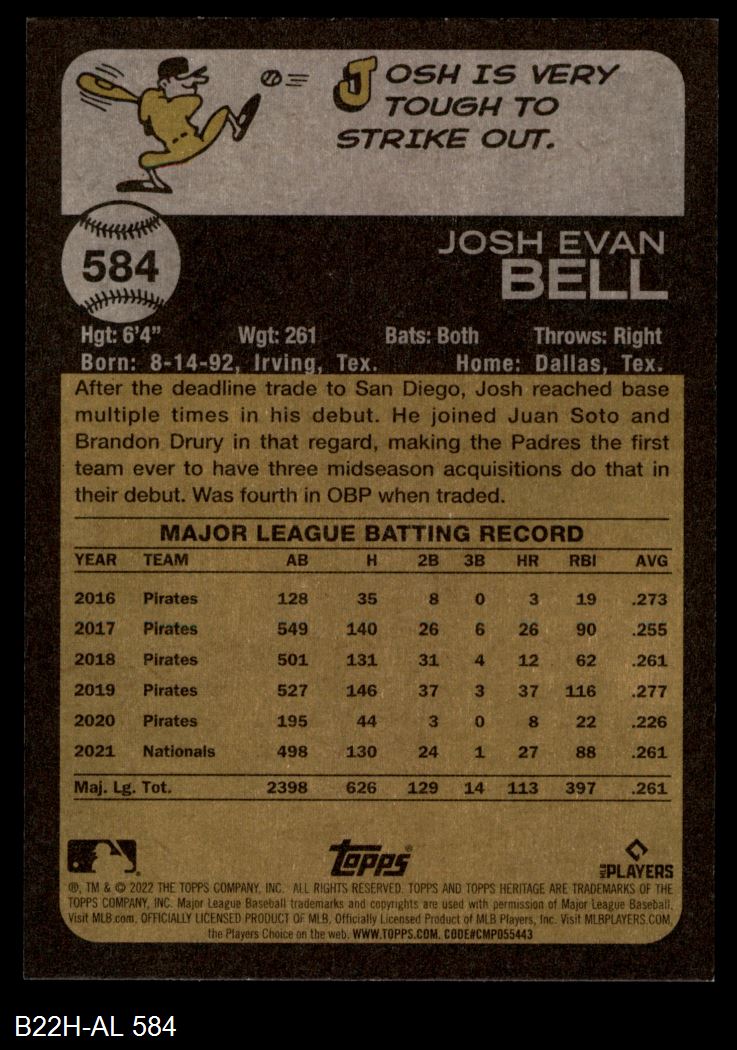 JOSH IS VERY
TOUGH TO
STRIKE OUT.
584
JOSH EVAN
BELL
Hgt: 6'4" Wgt: 261 Bats: Both Throws: Right
Born: 8-14-92, Irving, Tex. Home: Dallas, Tex.
After the deadline trade to San Diego, Josh reached base
multiple times in his debut. He joined Juan Soto and
Brandon Drury in that regard, making the Padres the first
team ever to have three midseason acquisitions do that in
their debut. Was fourth in OBP when traded.
MAJOR LEAGUE BATTING RECORD
YEAR TEAM AB H 2B 3B HR RBI AVG
2016 Pirates 128 35 8 0 3 19 .273
2017 Pirates 549 140 26 6 26 90 .255
2018 Pirates 501 131 31 4 12 62 .261
2019 Pirates 527 146 37 3 37 116 .277
2020 Pirates 195 44 3 0 8 22 .226
2021 Nationals 498 130 24 1 27 88 .261
Maj. Lg. Tot. 2398 626 129 14 113 397 .261
topps
MLB PLAYERS
®, TM & © 2022 THE TOPPS COMPANY, INC. ALL RIGHTS RESERVED. TOPPS AND TOPPS HERITAGE ARE TRADEMARKS OF THE
TOPPS COMPANY, INC. Major League Baseball trademarks and copyrights are used with permission of Major League Baseball.
Visit MLB.com. OFFICIALLY LICENSED PRODUCT OF MLB. Officially Licensed Product of MLB Players, Inc. Visit MLBPLAYERS.COM,
the Players Choice on the web. WWW.TOPPS.COM. CODE#CMP055443
B22H-AL 584